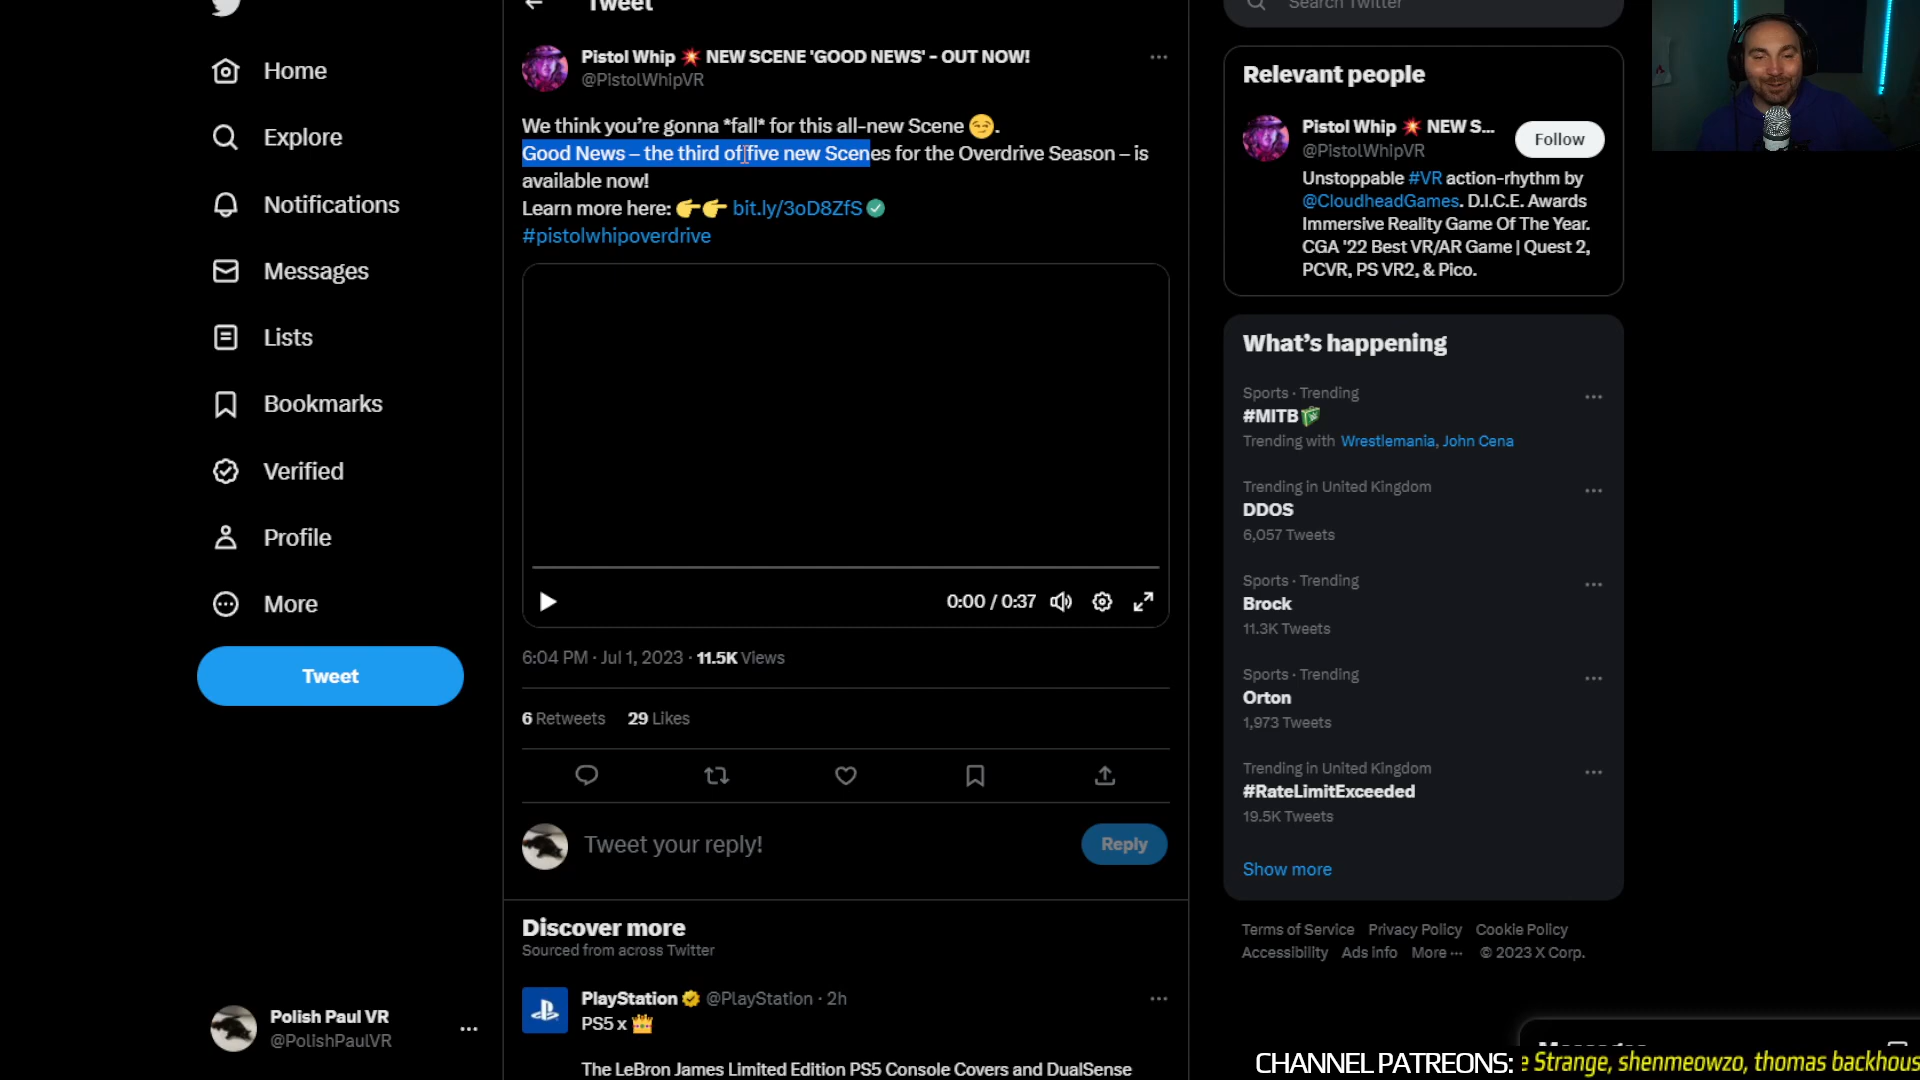 Tweet
Search Twitter
Home
Explore
Notifications
Messages
Lists
Bookmarks
Verified
Profile
More
Tweet
Polish Paul VR
@PolishPaulVR
Pistol Whip 💥 NEW SCENE 'GOOD NEWS' - OUT NOW!
@PistolWhipVR
We think you're gonna *fall* for this all-new Scene 😏.
Good News – the third of five new Scenes for the Overdrive Season – is
available now!
Learn more here: 👉👉 bit.ly/3oD8ZfS
#pistolwhipoverdrive
0:00 / 0:37
6:04 PM · Jul 1, 2023 · 11.5K Views
6 Retweets 29 Likes
Tweet your reply!
Reply
Discover more
Sourced from across Twitter
PlayStation @PlayStation · 2h
PS5 x 👑
The LeBron James Limited Edition PS5 Console Covers and DualSense
Relevant people
Pistol Whip 💥 NEW S...
@PistolWhipVR
Follow
Unstoppable #VR action-rhythm by
@CloudheadGames. D.I.C.E. Awards
Immersive Reality Game Of The Year.
CGA '22 Best VR/AR Game | Quest 2,
PCVR, PS VR2, & Pico.
What's happening
Sports · Trending
#MITB
Trending with Wrestlemania, John Cena
Trending in United Kingdom
DDOS
6,057 Tweets
Sports · Trending
Brock
11.3K Tweets
Sports · Trending
Orton
1,973 Tweets
Trending in United Kingdom
#RateLimitExceeded
19.5K Tweets
Show more
Terms of Service Privacy Policy Cookie Policy
Accessibility Ads info More ··· © 2023 X Corp.
Messages
CHANNEL PATREONS: e Strange, shenmeowzo, thomas backhous